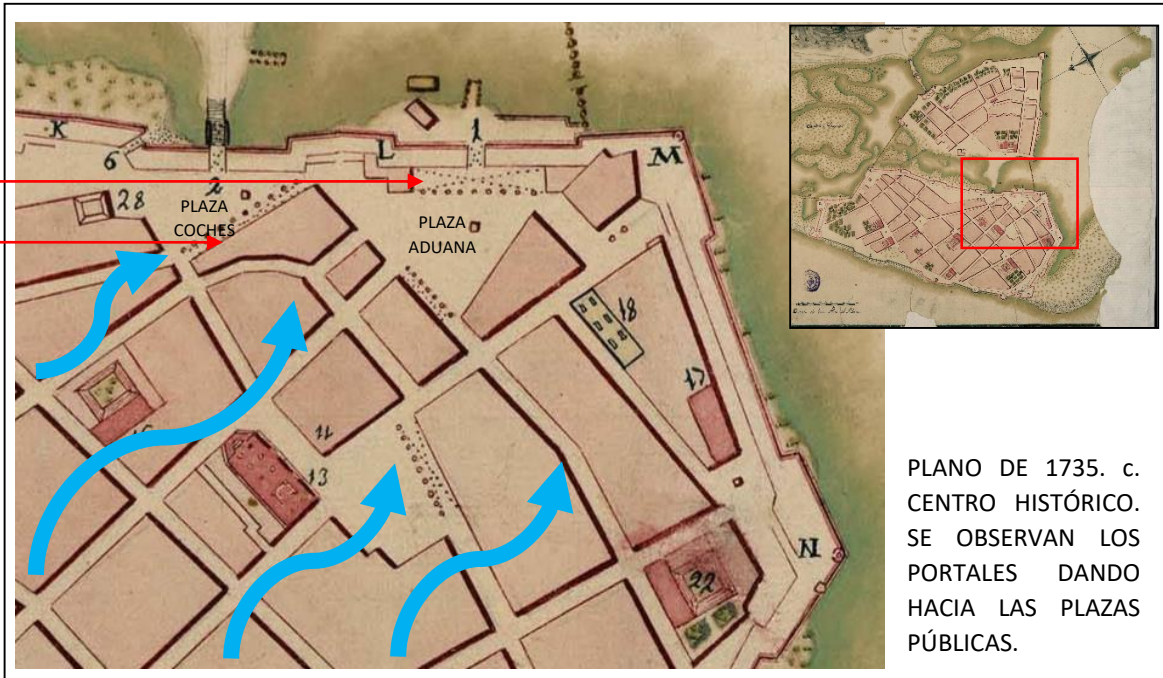 K
L
1
M
6
2
28
PLAZA
COCHES
PLAZA
ADUANA
18
17
11
13
N
22
PLANO DE 1735. c.
CENTRO HISTÓRICO.
SE OBSERVAN LOS
PORTALES DANDO
HACIA LAS PLAZAS
PÚBLICAS.